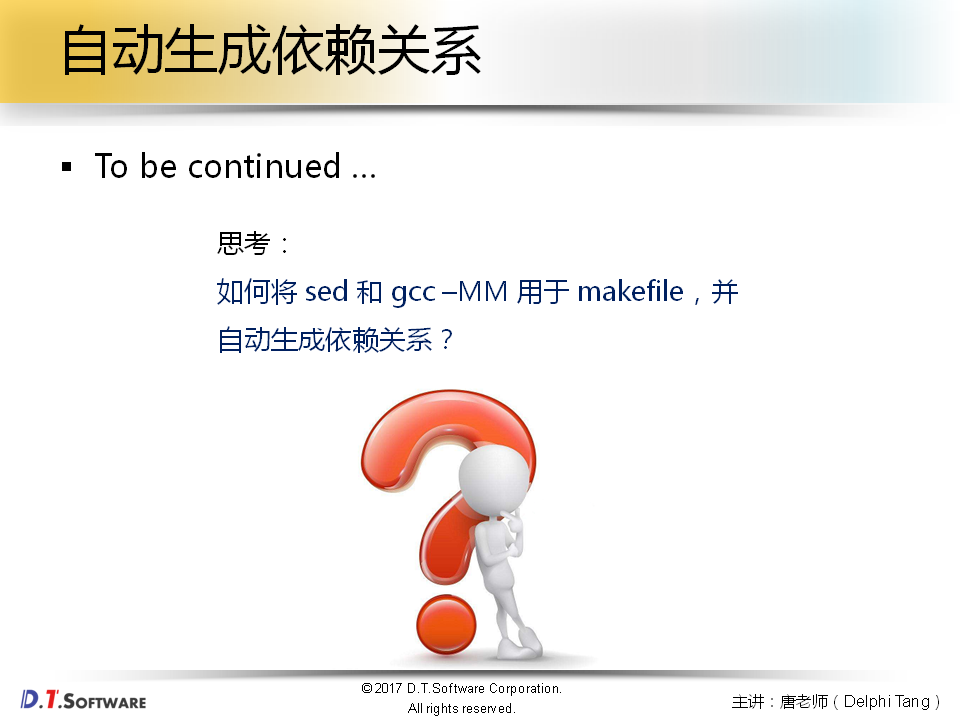 自动生成依赖关系
▪ To be continued …
思考：
如何将 sed 和 gcc –MM 用于 makefile，并
自动生成依赖关系？
D.T.SOFTWARE
©2017 D.T.Software Corporation.
All rights reserved.
主讲：唐老师（Delphi Tang）